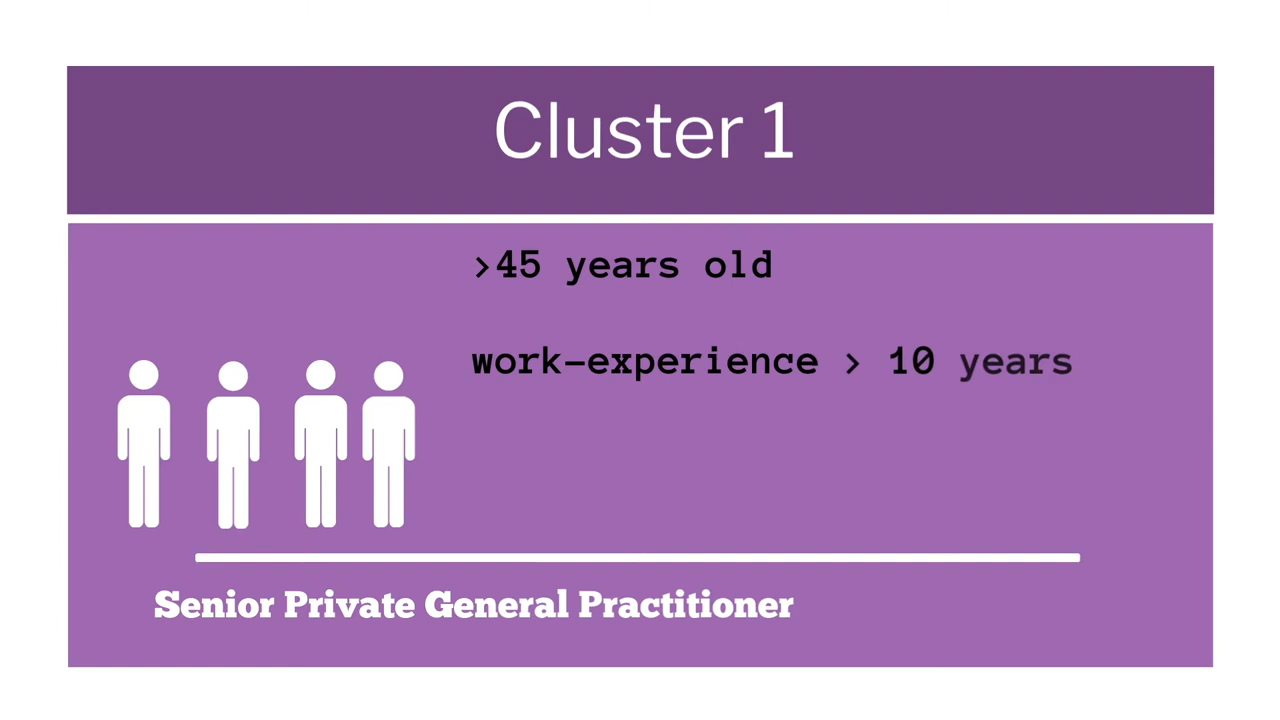 Cluster 1
>45 years old
work-experience > 10 years
Senior Private General Practitioner